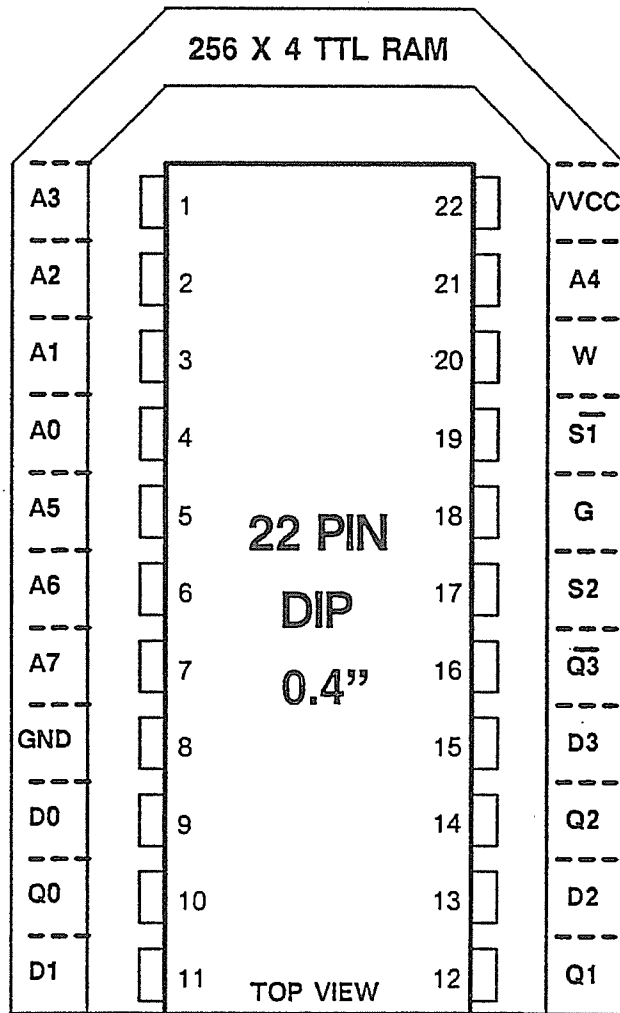 256 X 4 TTL RAM
A3 1 22 VVCC
A2 2 21 A4
A1 3 20 W
A0 4 19 S1̅
A5 5 18 G
22 PIN
A6 6 17 S2
DIP
A7 7 16 Q3̅
0.4”
GND 8 15 D3
D0 9 14 Q2
Q0 10 13 D2
D1 11 12 Q1
TOP VIEW